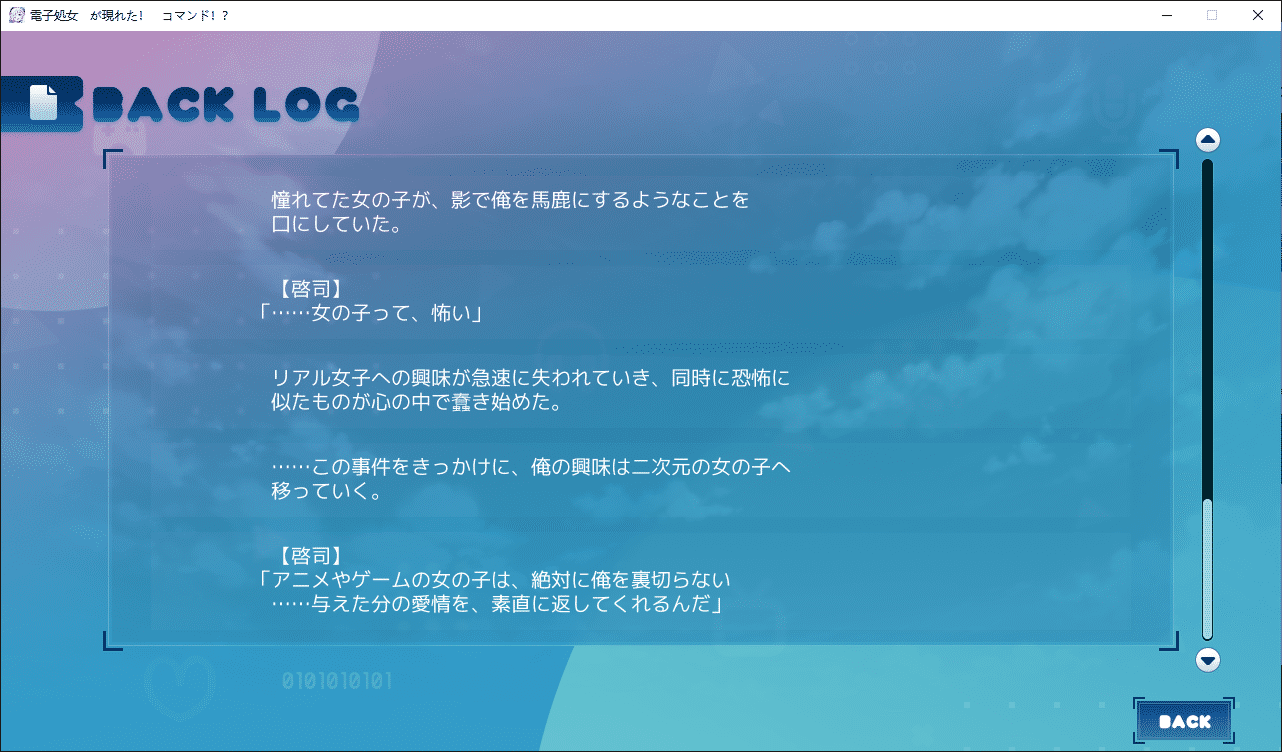 電子処女　が現れた!　コマンド!?
BACK LOG
憧れてた女の子が、影で俺を馬鹿にするようなことを
口にしていた。
【啓司】
「……女の子って、怖い」
リアル女子への興味が急速に失われていき、同時に恐怖に
似たものが心の中で蠢き始めた。
……この事件をきっかけに、俺の興味は二次元の女の子へ
移っていく。
【啓司】
「アニメやゲームの女の子は、絶対に俺を裏切らない
……与えた分の愛情を、素直に返してくれるんだ」
0101010101
BACK